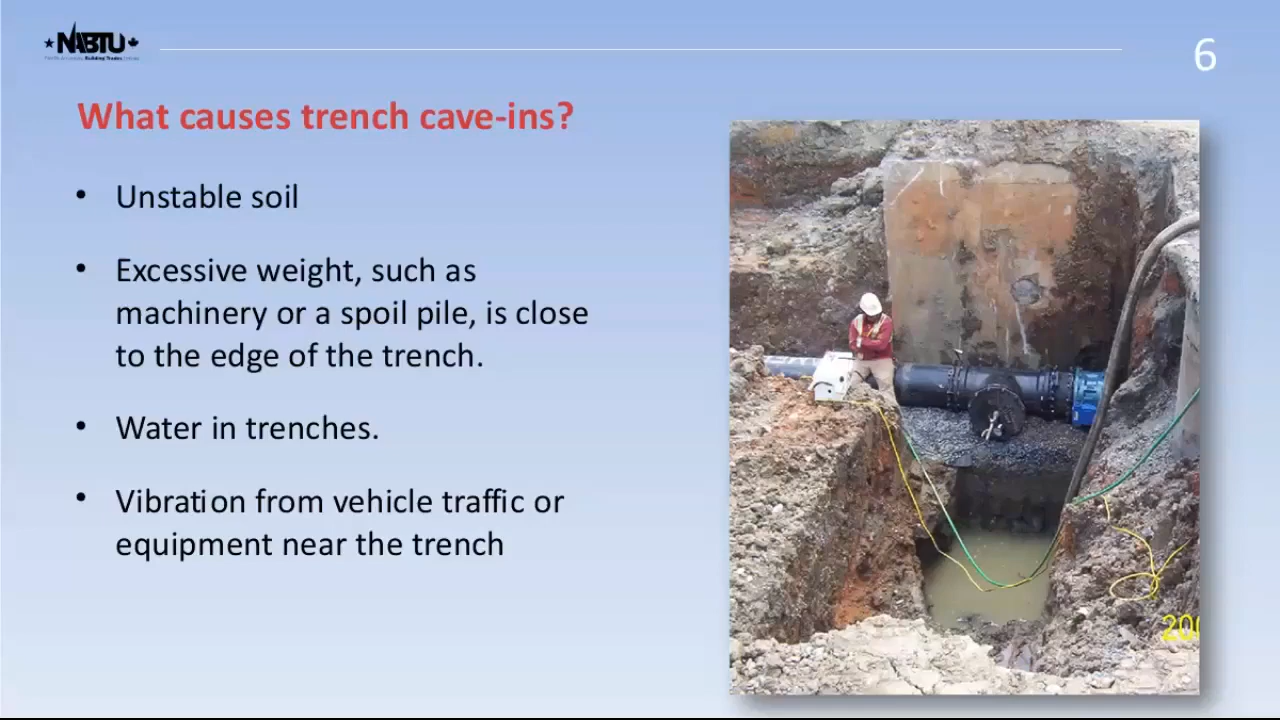 NABTU
6
What causes trench cave-ins?
• Unstable soil
• Excessive weight, such as
machinery or a spoil pile, is close
to the edge of the trench.
• Water in trenches.
• Vibration from vehicle traffic or
equipment near the trench